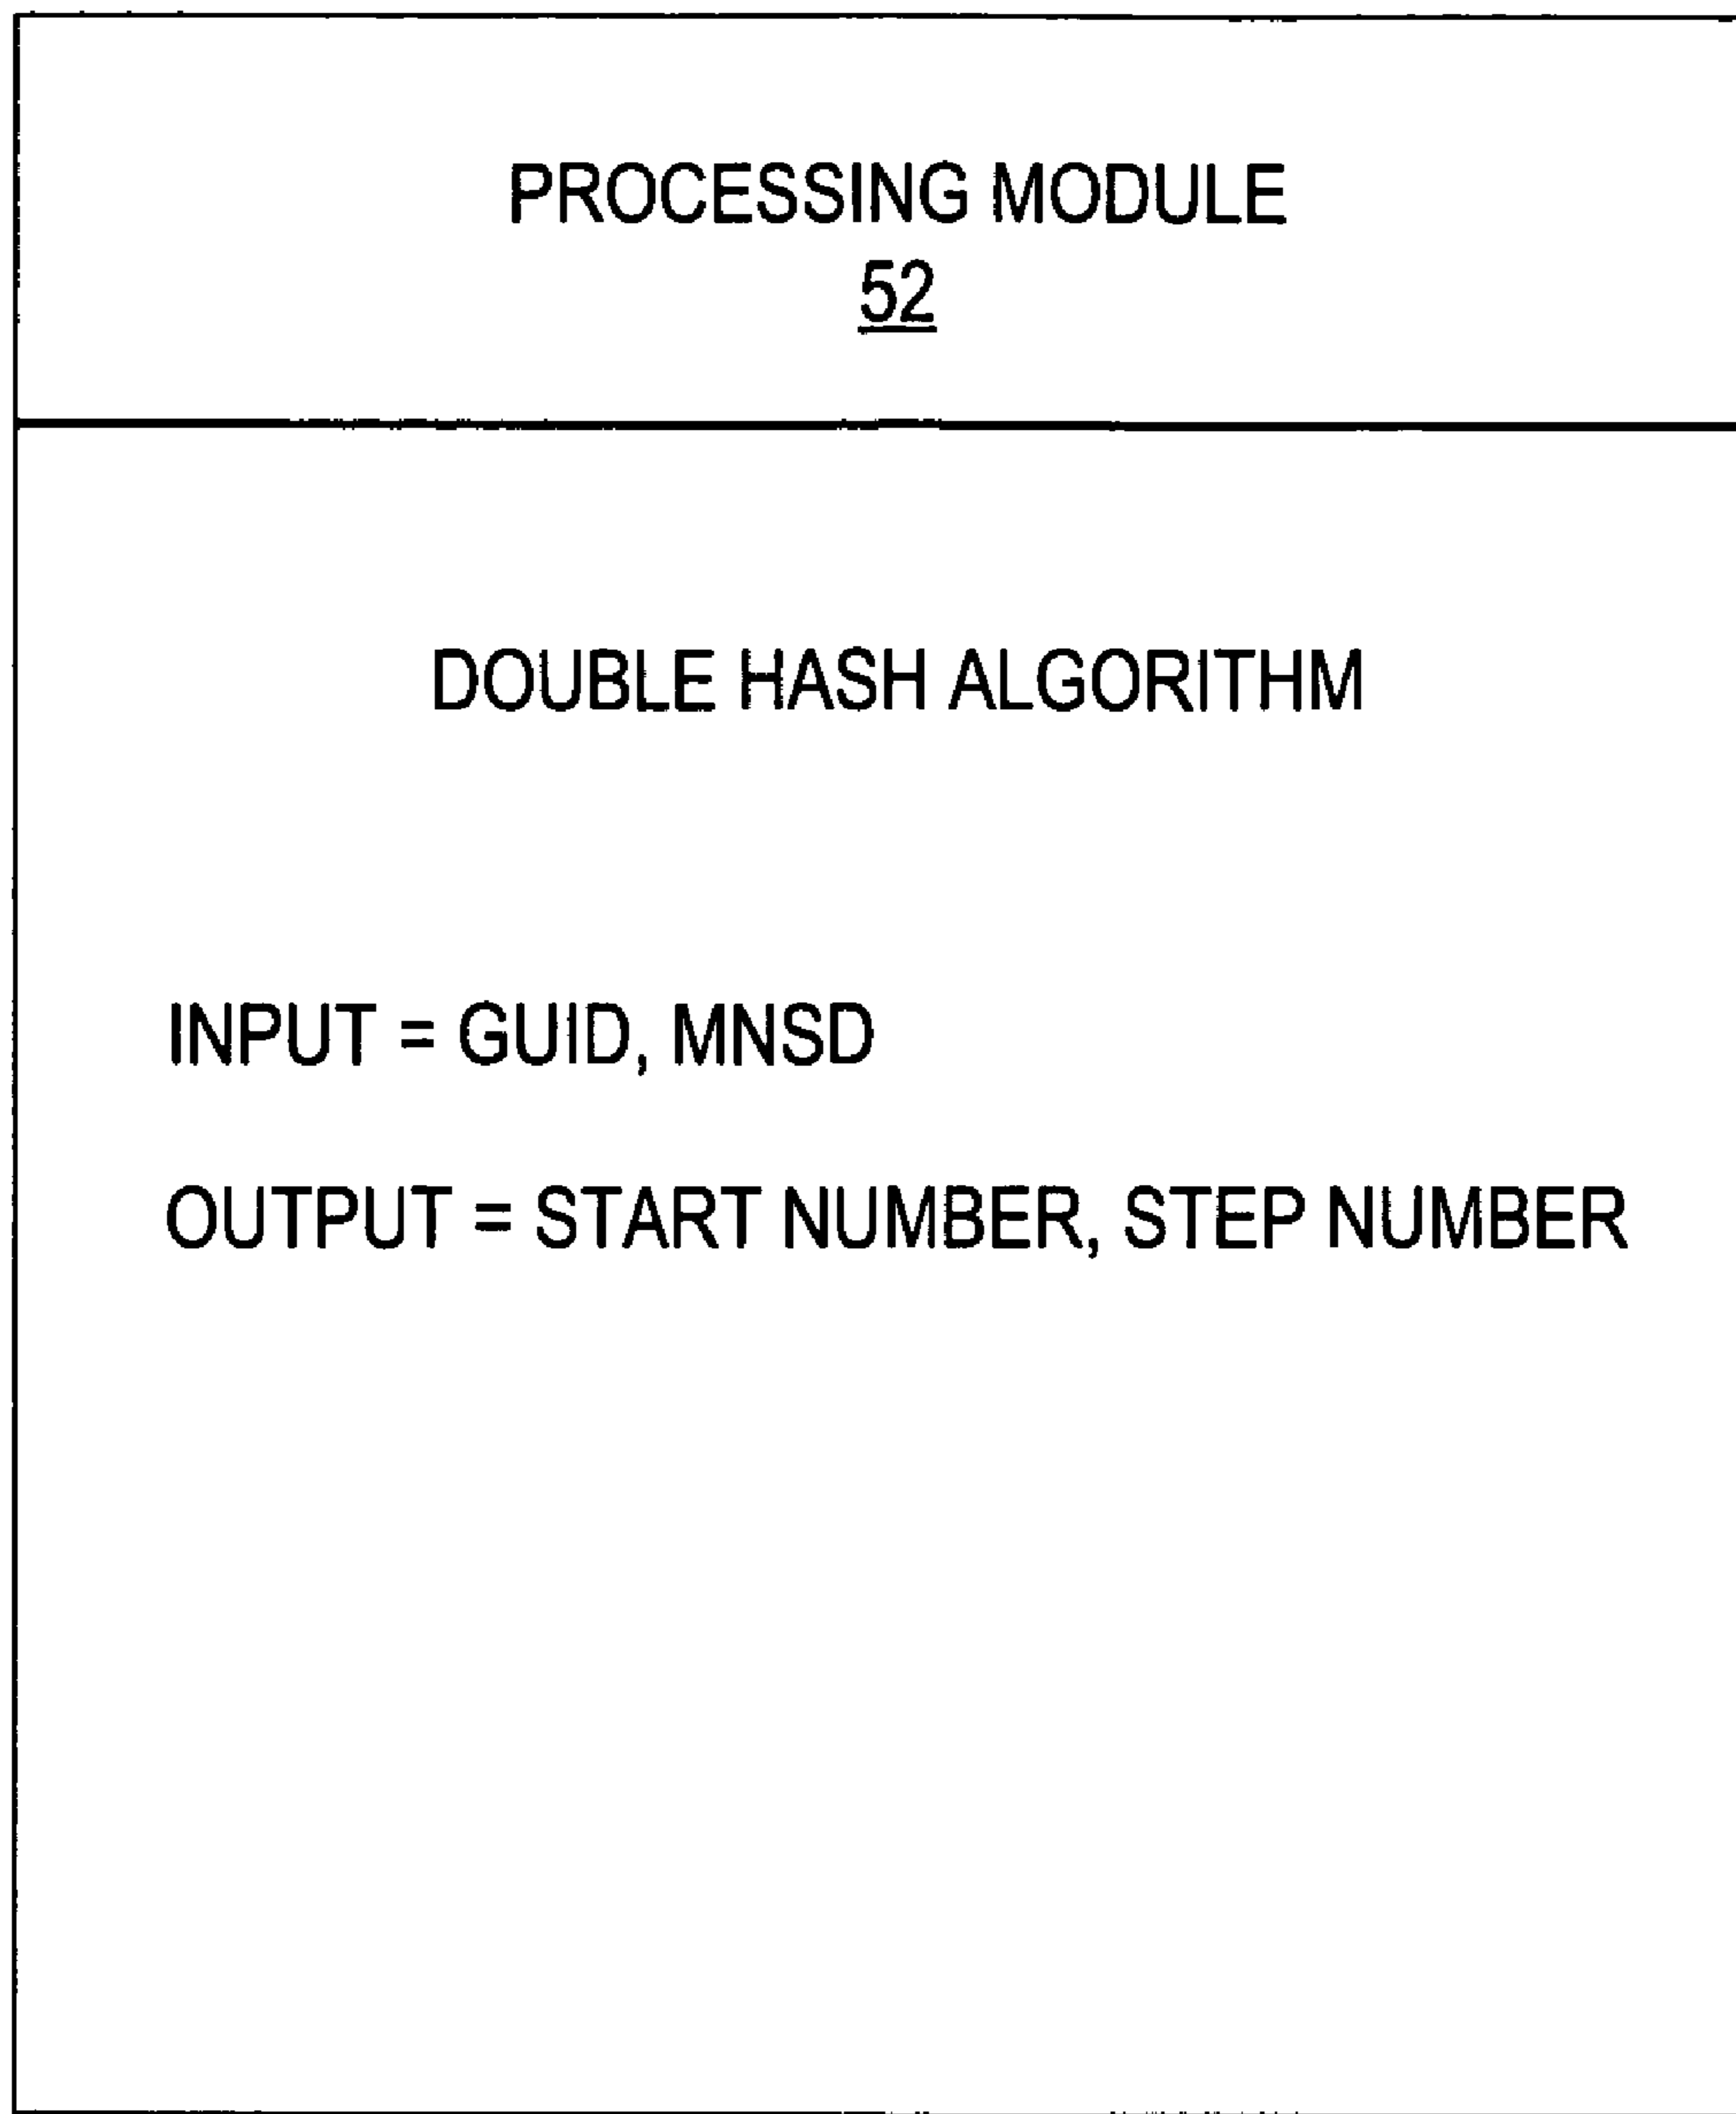 PROCESSING MODULE
52
DOUBLE HASH ALGORITHM
INPUT = GUID, MNSD
OUTPUT = START NUMBER, STEP NUMBER